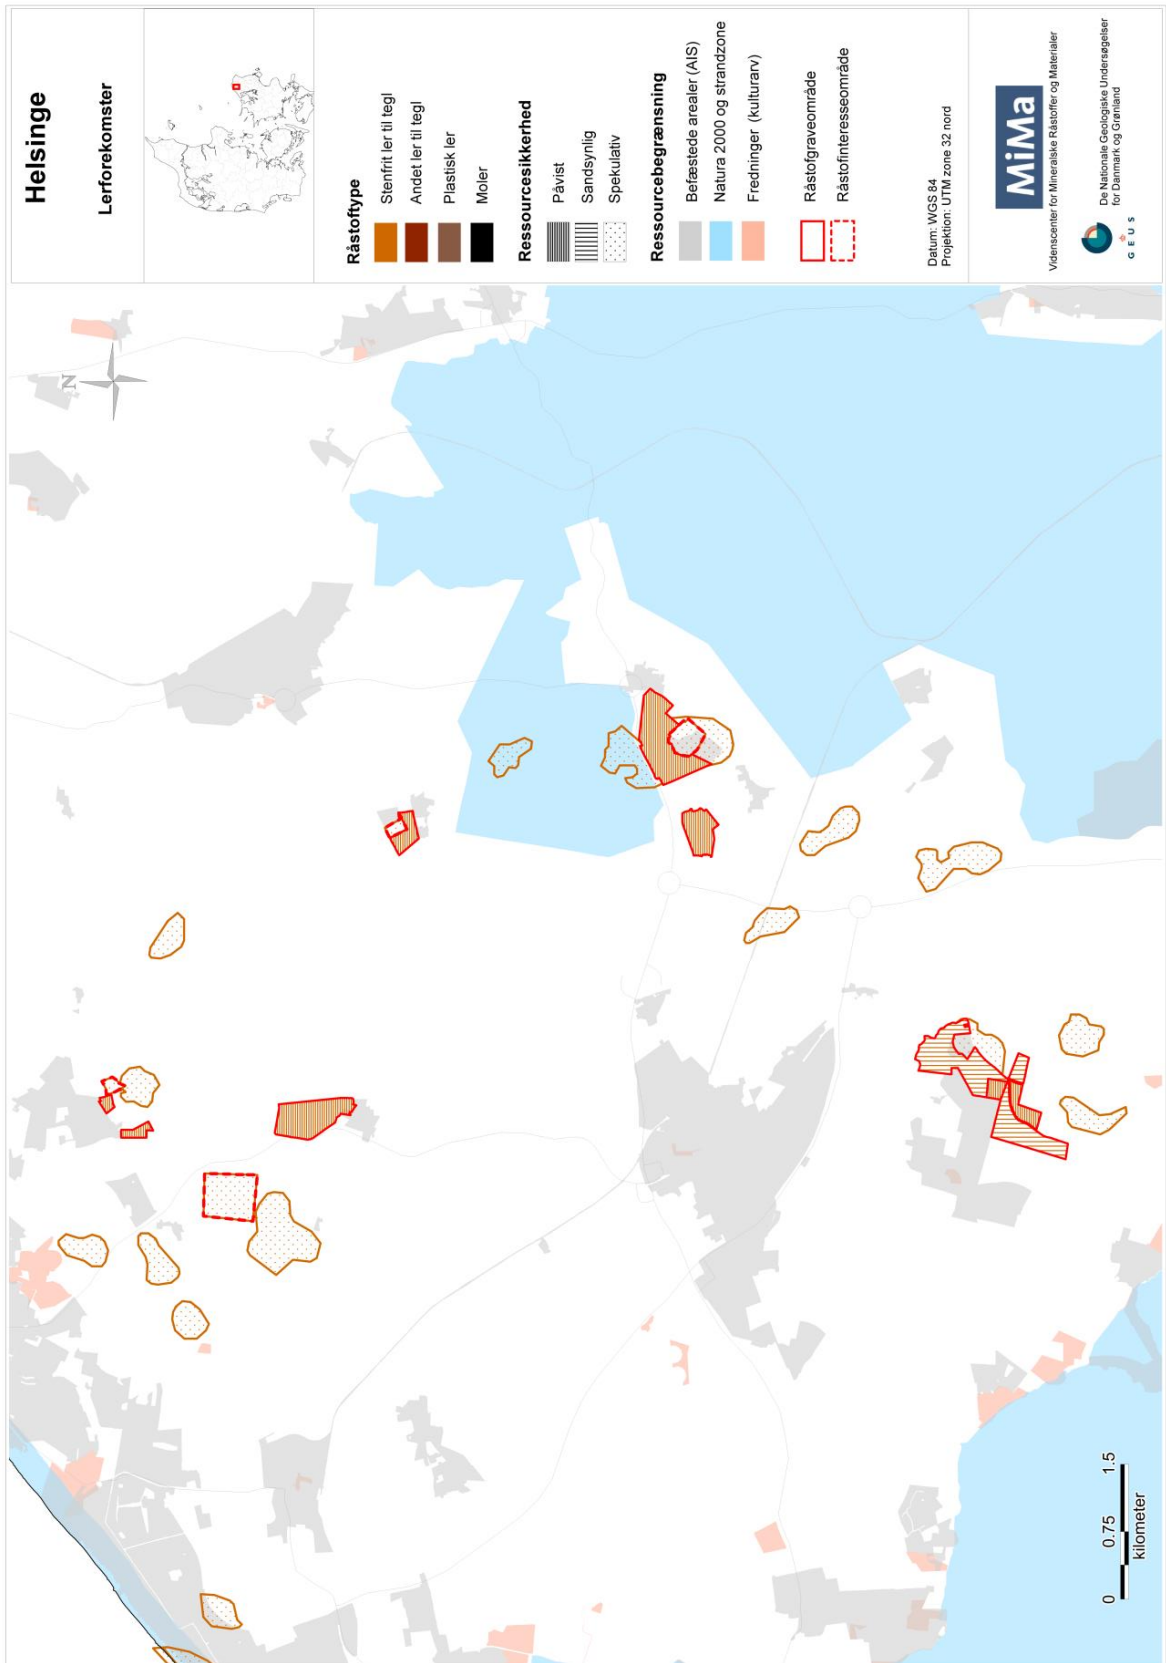 Helsinge
Lerforekomster
Råstoftype
Stenfrit ler til tegl
Andet ler til tegl
Plastisk ler
Moler
Ressourcesikkerhed
Påvist
Sandsynlig
Spekulativ
Ressourcebegrænsning
Befæstede arealer (AIS)
Natura 2000 og strandzone
Fredninger (kulturarv)
Råstofgraveområde
Råstofinteresseområde
Datum: WGS 84
Projektion: UTM zone 32 nord
MiMa
Videnscenter for Mineralske Råstoffer og Materialer
G E U S
De Nationale Geologiske Undersøgelser
for Danmark og Grønland
N
0 0.75 1.5
kilometer